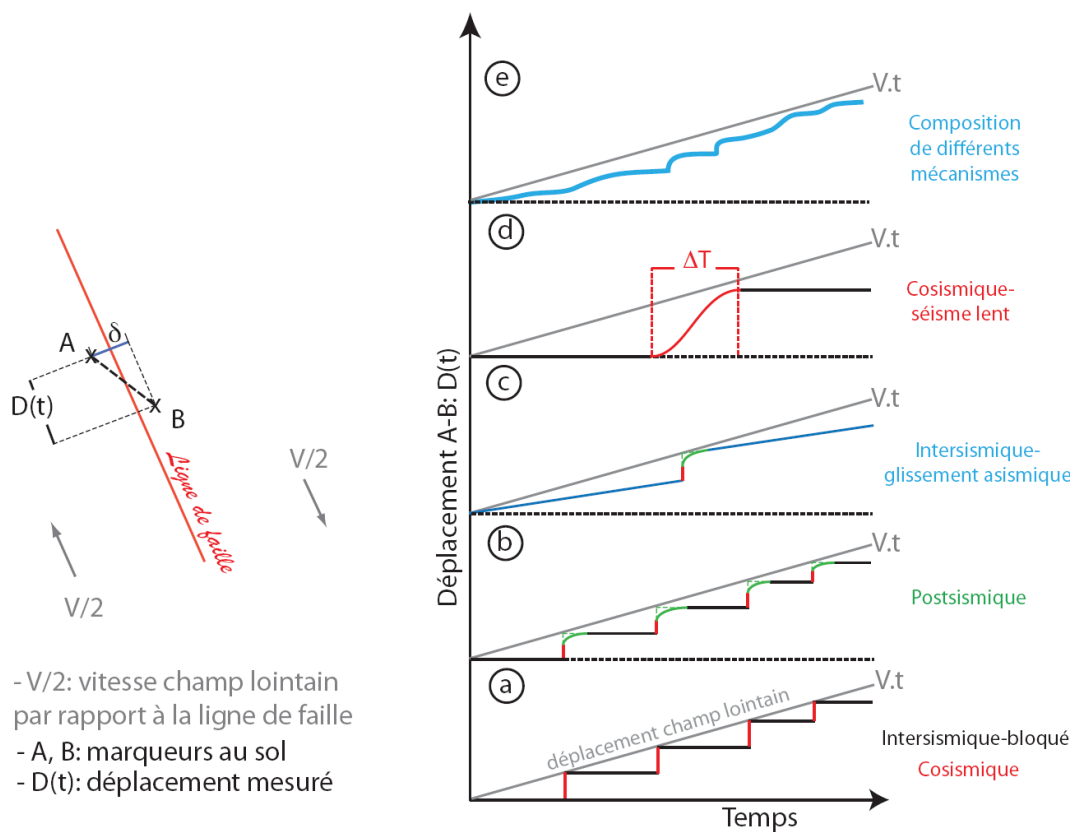 A
δ
D(t)
B
V/2
Ligne de faille
V/2
- V/2: vitesse champ lointain
par rapport à la ligne de faille
- A, B: marqueurs au sol
- D(t): déplacement mesuré
Déplacement A-B: D(t)
e
V.t
Composition
de différents
mécanismes
d
V.t
ΔT
Cosismique-
séisme lent
c
V.t
Intersismique-
glissement asismique
b
V.t
Postsismique
a
V.t
déplacement champ lointain
Intersismique-bloqué
Cosismique
Temps